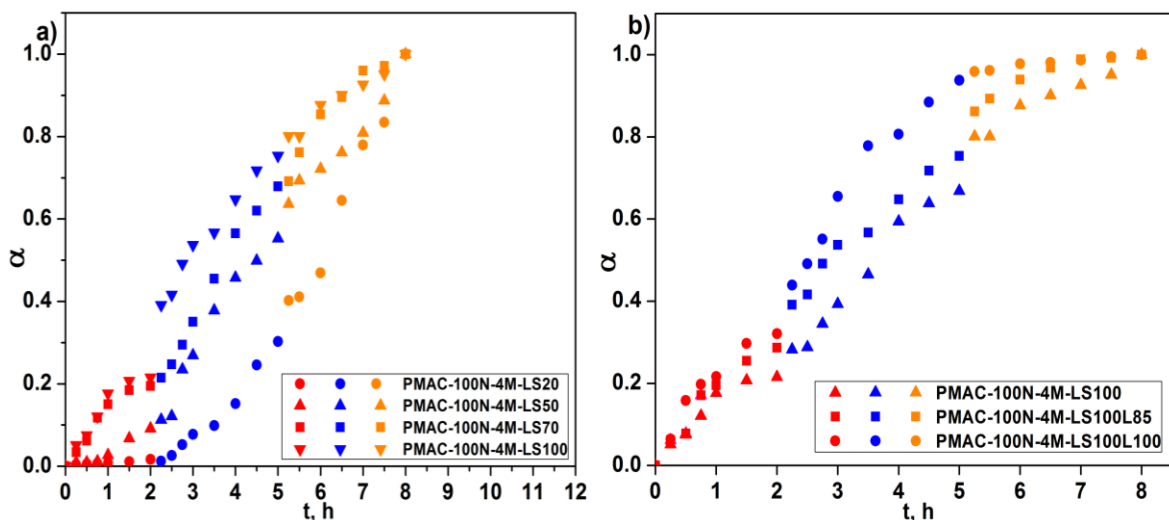 a)
1.0
0.8
0.6
0.4
0.2
0.0
α
0 1 2 3 4 5 6 7 8 9 10 11 12
t, h
PMAC-100N-4M-LS20
PMAC-100N-4M-LS50
PMAC-100N-4M-LS70
PMAC-100N-4M-LS100
b)
1.0
0.8
0.6
0.4
0.2
0.0
α
0 1 2 3 4 5 6 7 8
t, h
PMAC-100N-4M-LS100
PMAC-100N-4M-LS100L85
PMAC-100N-4M-LS100L100